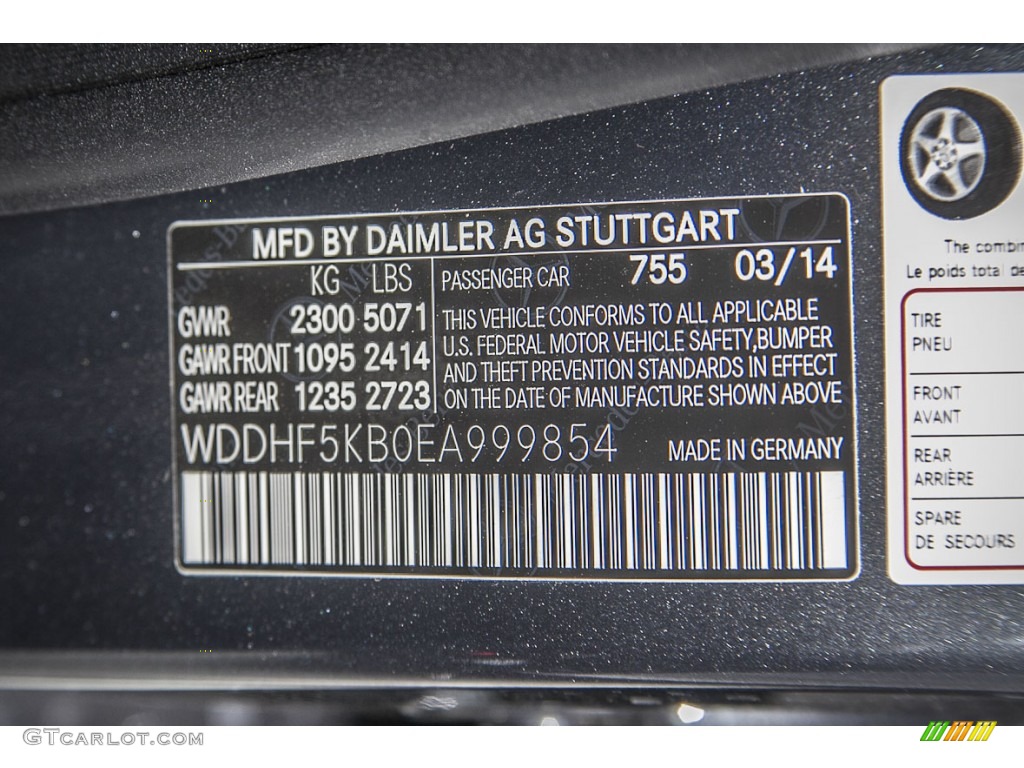 MFD BY DAIMLER AG STUTTGART
KG LBS
GWR 2300 5071
GAWR FRONT 1095 2414
GAWR REAR 1235 2723
PASSENGER CAR 755 03/14
THIS VEHICLE CONFORMS TO ALL APPLICABLE
U.S. FEDERAL MOTOR VEHICLE SAFETY,BUMPER
AND THEFT PREVENTION STANDARDS IN EFFECT
ON THE DATE OF MANUFACTURE SHOWN ABOVE
WDDHF5KB0EA999854 MADE IN GERMANY
The
Le poids total
TIRE
PNEU
FRONT
AVANT
REAR
ARRIÈRE
SPARE
DE SECOURS
GTCARLOT.COM